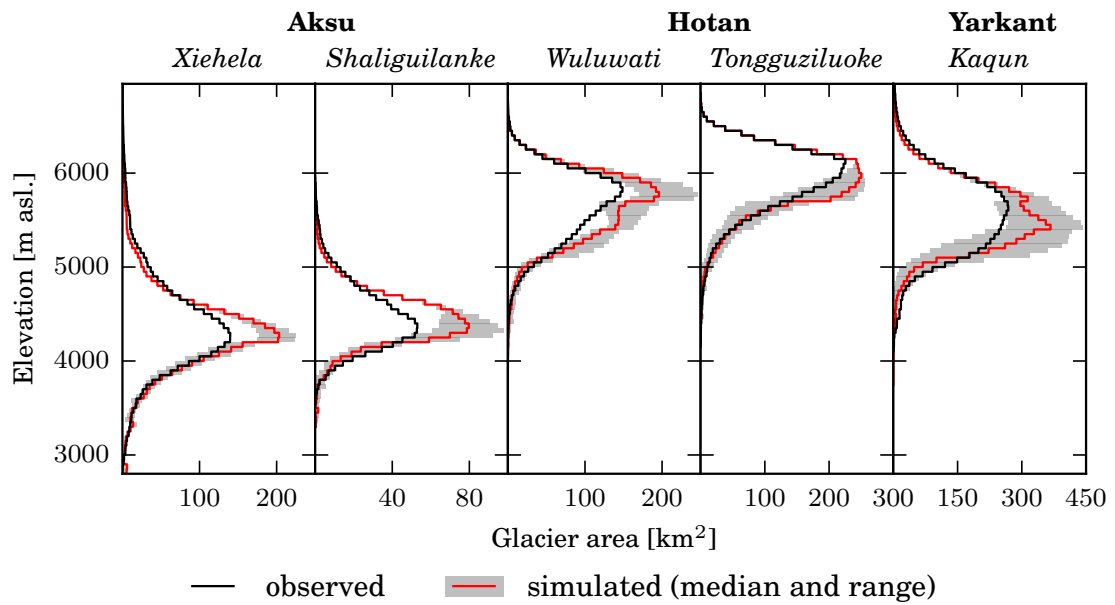 Aksu Hotan Yarkant
Xiehela Shaliguilanke Wuluwati Tongguziluoke Kaqun
6000
5000
4000
3000
Elevation [m asl.]
100 200 40 80 100 200 100 200 300 150 300 450
Glacier area [km²]
observed simulated (median and range)